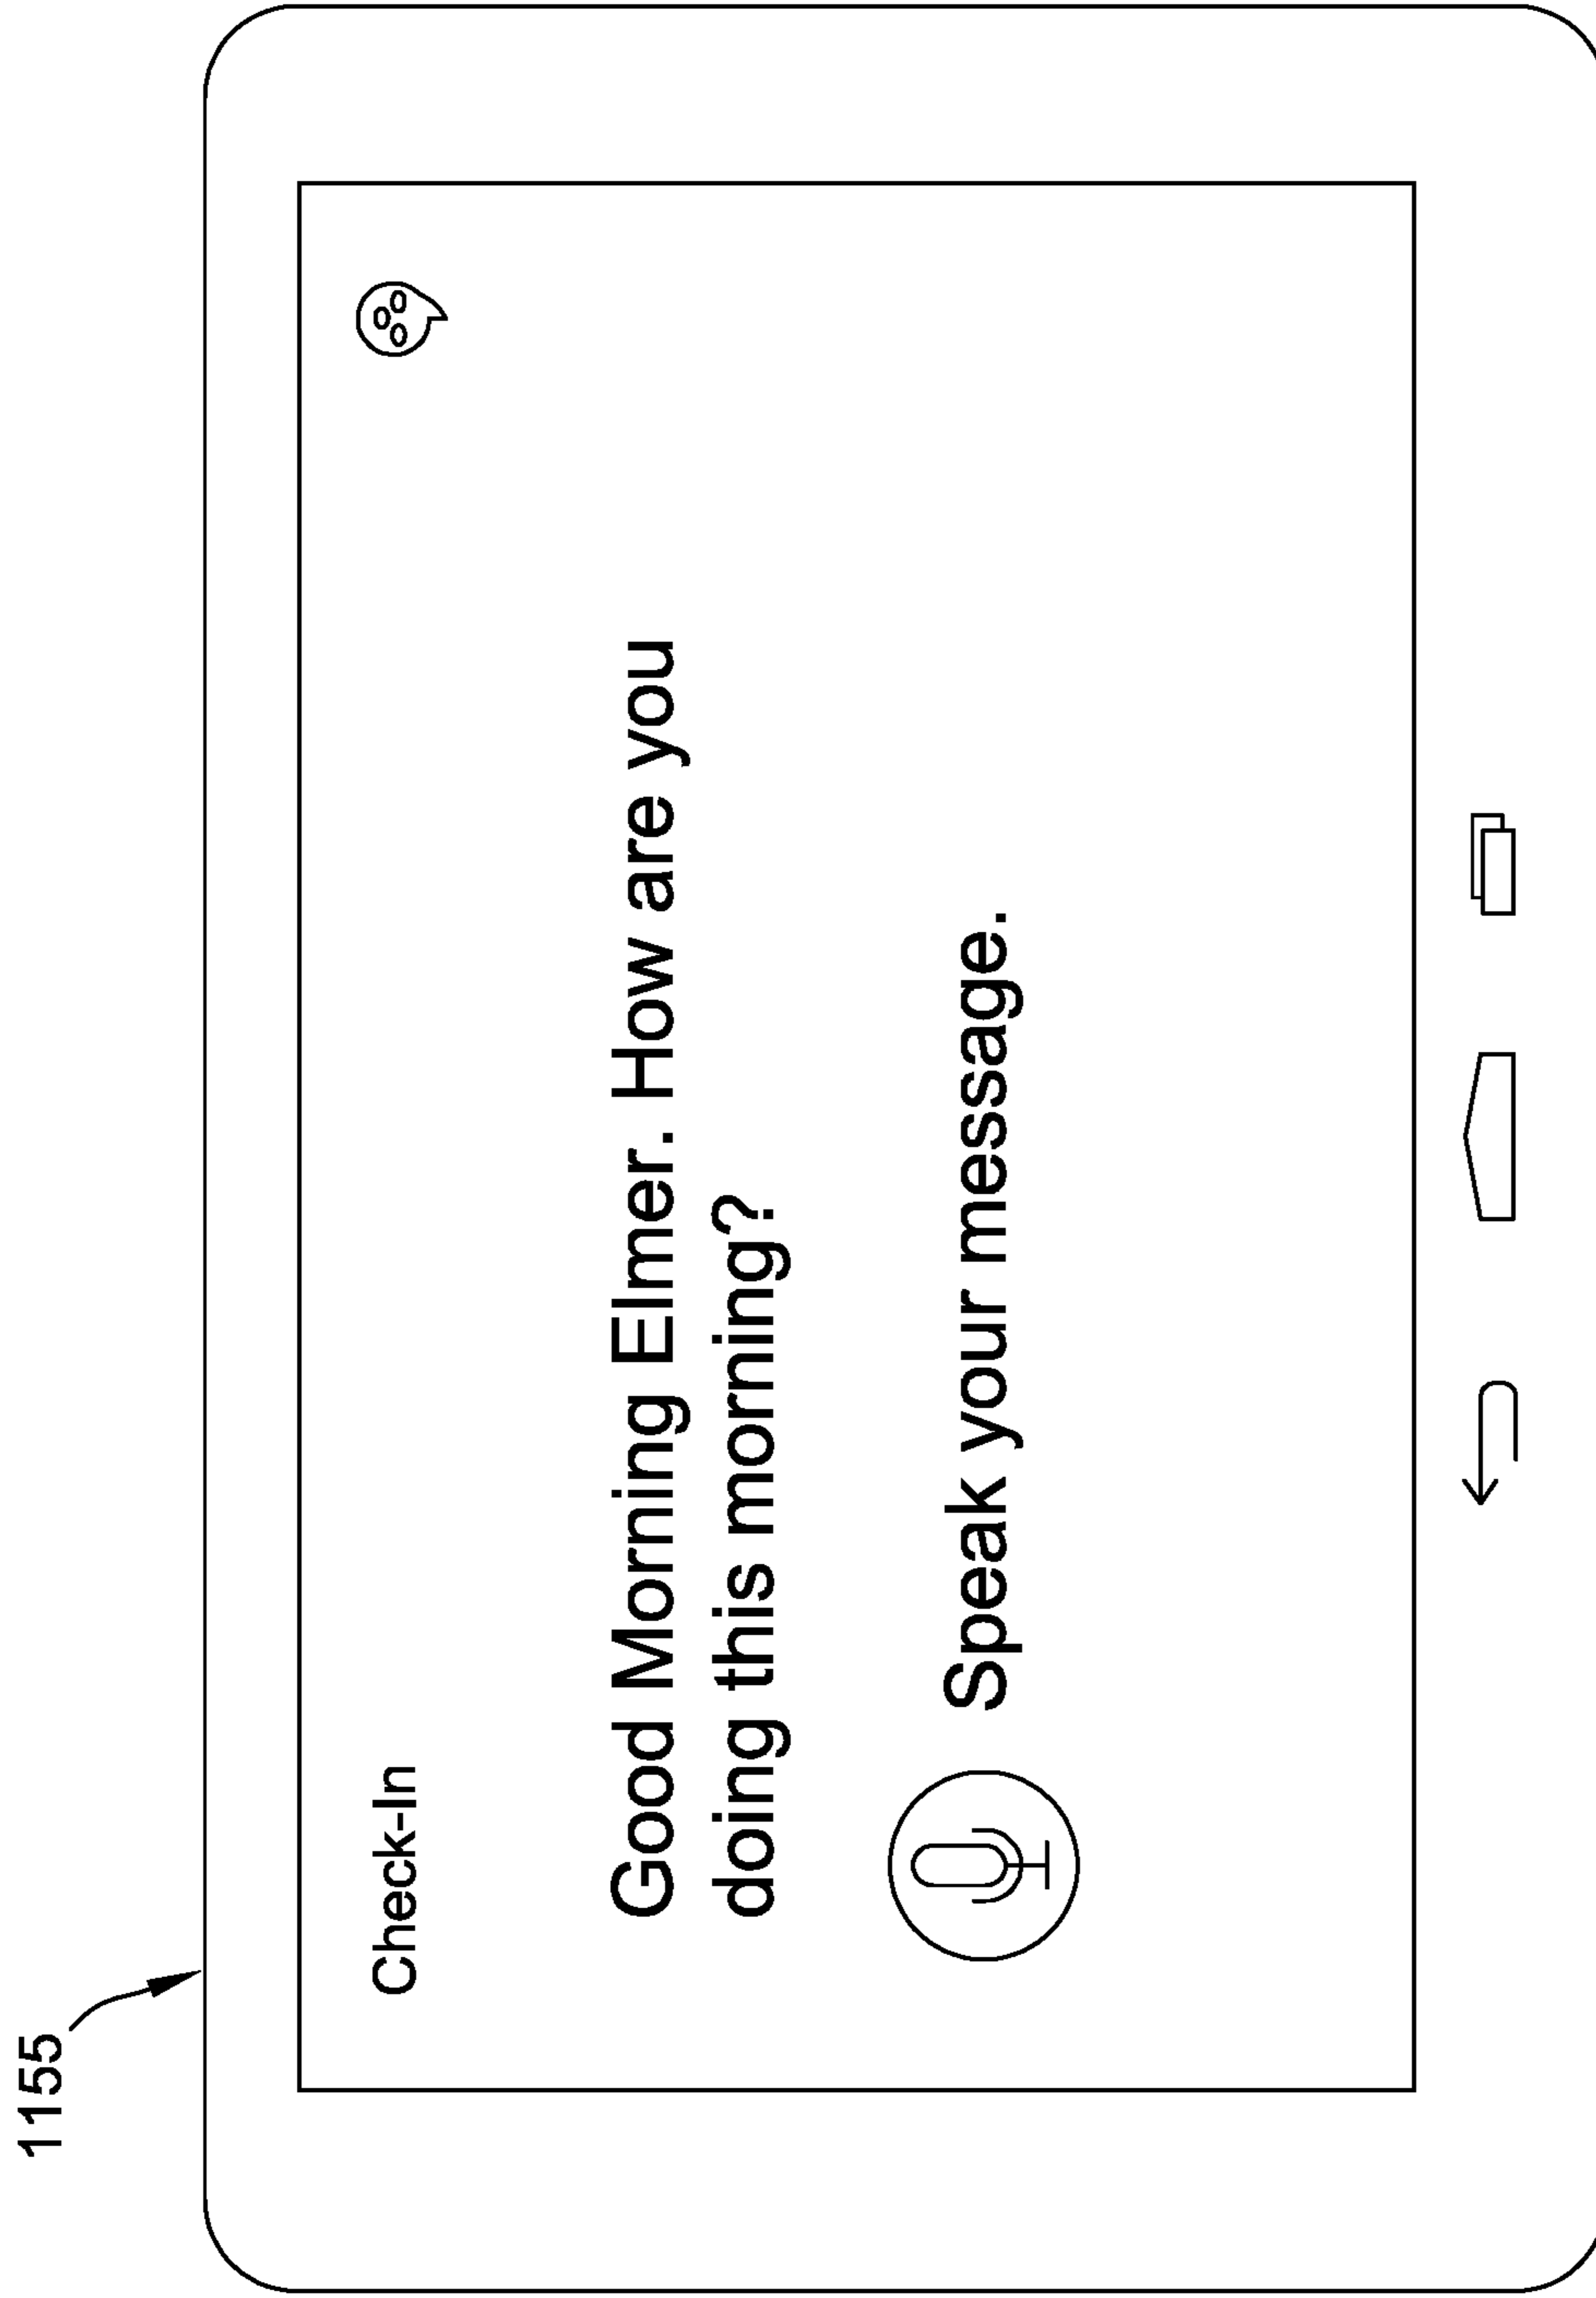 1155
Check-In
Good Morning Elmer. How are you
doing this morning?
Speak your message.